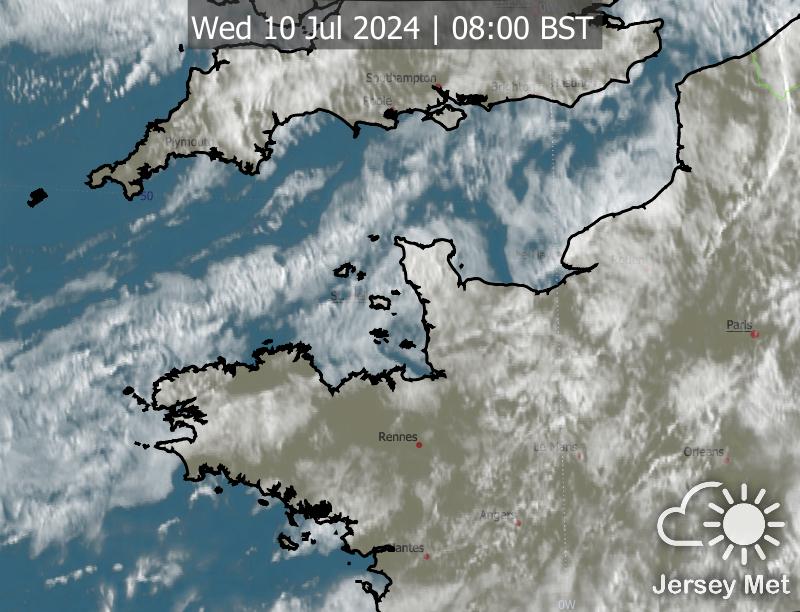 Wed 10 Jul 2024 | 08:00 BST
Southampton
Poole
Plymouth
50
Paris
Rennes
Le Mans
Orleans
Angers
Nantes
Jersey Met
0W